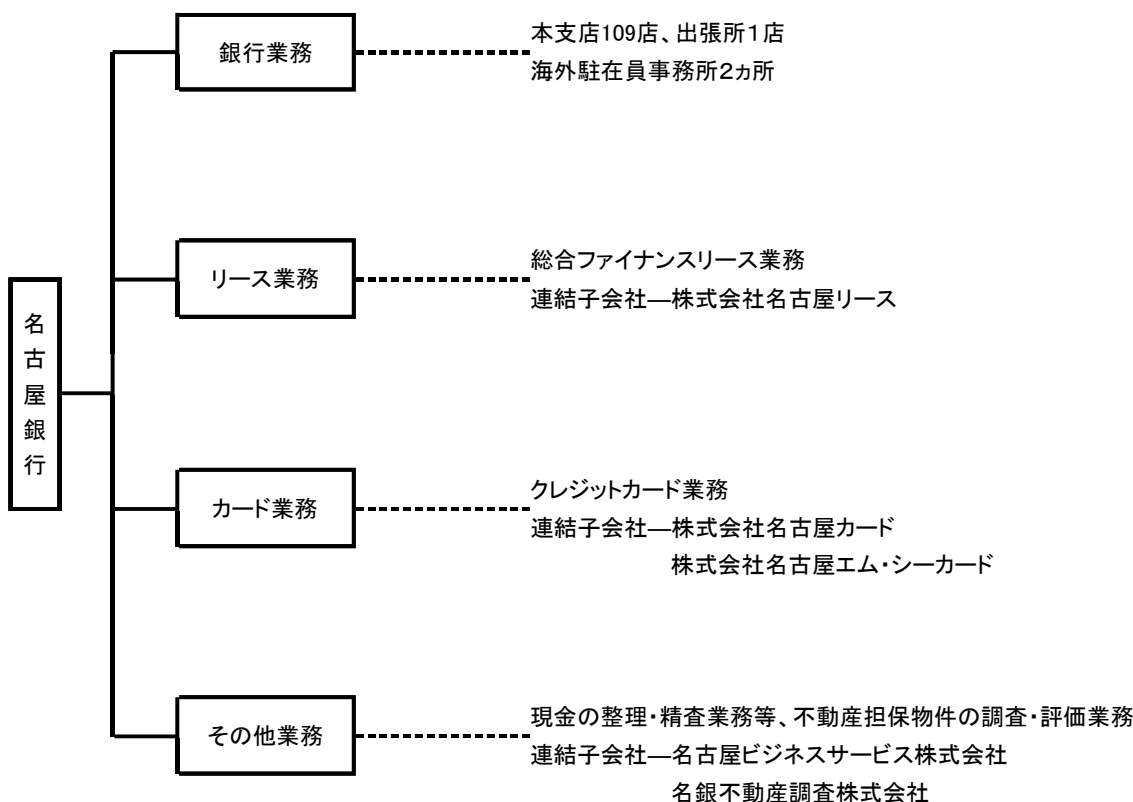 銀行業務
本支店109店、出張所1店
海外駐在員事務所2ヵ所
リース業務
総合ファイナンスリース業務
連結子会社―株式会社名古屋リース
名古屋銀行
カード業務
クレジットカード業務
連結子会社―株式会社名古屋カード
株式会社名古屋エム・シーカード
その他業務
現金の整理・精査業務等、不動産担保物件の調査・評価業務
連結子会社―名古屋ビジネスサービス株式会社
名銀不動産調査株式会社